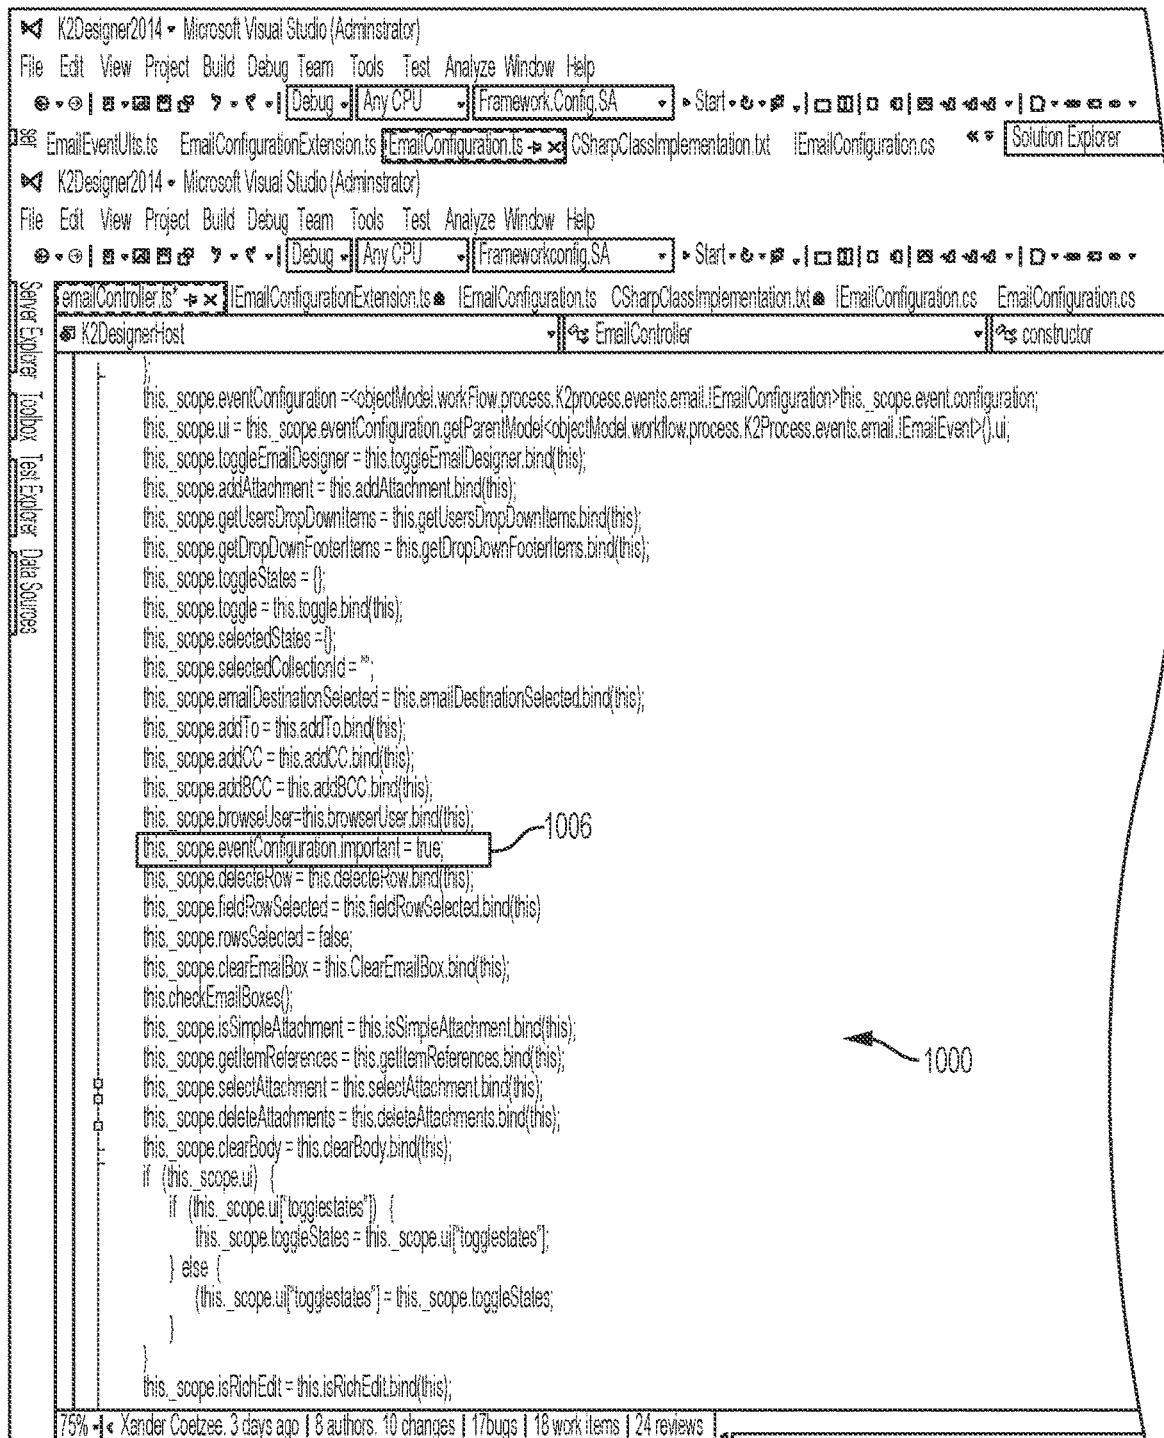 K2Designer2014 - Microsoft Visual Studio (Adminstrator)
File Edit View Project Build Debug Team Tools Test Analyze Window Help
Debug Any CPU Framework.Config.SA Start
EmailEventUIts.ts EmailConfigurationExtension.ts EmailConfiguration.ts CSharpClassImplementation.txt IEmailConfiguration.cs Solution Explorer
K2Designer2014 - Microsoft Visual Studio (Adminstrator)
File Edit View Project Build Debug Team Tools Test Analyze Window Help
Debug Any CPU Frameworkconfig.SA Start
emailController.ts* IEmailConfigurationExtension.ts IEmailConfiguration.ts CSharpClassImplementation.txt IEmailConfiguration.cs EmailConfiguration.cs
K2DesignerHost EmailController constructor
Server Explorer Toolbox Test Explorer Data Sources
};
this._scope.eventConfiguration =<objectModel.workFlow.process.K2process.events.email.IEmailConfiguration>this._scope.event.configuration;
this._scope.ui = this._scope.eventConfiguration.getParentModel<objectModel.workflow.process.K2Process.events.email.IEmailEvent>().ui;
this._scope.toggleEmailDesigner = this.toggleEmailDesigner.bind(this);
this._scope.addAttachment = this.addAttachment.bind(this);
this._scope.getUsersDropDownItems = this.getUsersDropDownItems.bind(this);
this._scope.getDropDownFooterItems = this.getDropDownFooterItems.bind(this);
this._scope.toggleStates = {};
this._scope.toggle = this.toggle.bind(this);
this._scope.selectedStates ={};
this._scope.selectedCollectionId = "";
this._scope.emailDestinationSelected = this.emailDestinationSelected.bind(this);
this._scope.addTo = this.addTo.bind(this);
this._scope.addCC = this.addCC.bind(this);
this._scope.addBCC = this.addBCC.bind(this);
this._scope.browseUser=this.browserUser.bind(this);
this._scope.eventConfiguration.important = true;
1006
this._scope.delecteRow = this.delecteRow.bind(this);
this._scope.fieldRowSelected = this.fieldRowSelected.bind(this)
this._scope.rowsSelected = false;
this._scope.clearEmailBox = this.ClearEmailBox.bind(this);
this.checkEmailBoxes();
this._scope.isSimpleAttachment = this.isSimpleAttachment.bind(this);
this._scope.getItemReferences = this.getItemReferences.bind(this);
1000
this._scope.selectAttachment = this.selectAttachment.bind(this);
this._scope.deleteAttachments = this.deleteAttachments.bind(this);
this._scope.clearBody = this.clearBody.bind(this);
if (this._scope.ui) {
if (this._scope.ui["togglestates"]) {
this._scope.toggleStates = this._scope.ui["togglestates"];
} else {
(this._scope.ui["togglestates"] = this._scope.toggleStates;
}
}
this._scope.isRichEdit = this.isRichEdit.bind(this);
75% Xander Coetzee, 3 days ago | 8 authors, 10 changes | 17bugs | 18 work items | 24 reviews